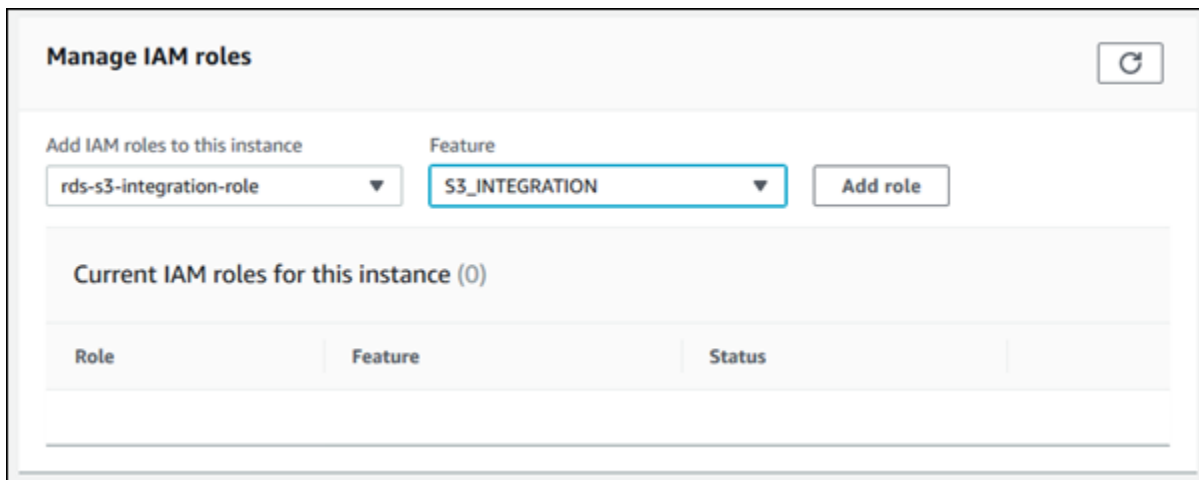 Manage IAM roles
Add IAM roles to this instance Feature
rds-s3-integration-role S3_INTEGRATION Add role
Current IAM roles for this instance (0)
Role Feature Status